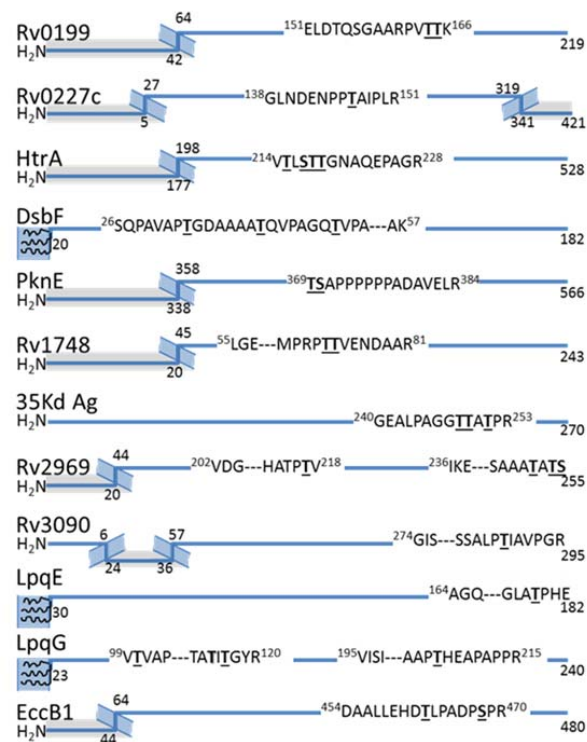 64
Rv0199 151ELDTQSGAARPVTTK166
H2N 42 219
27 319
Rv0227c 138GLNDENPPTAIPLR151
H2N 5 341 421
198
HtrA 214VTLSTTGNAQEPAGR228
H2N 177 528
DsbF 26SQPAVAPTGDAAAATQVPAGQTVPA---AK57
20 182
358
PknE 369TSAPPPPPPADAVELR384
H2N 338 566
45
Rv1748 55LGE---MPRPTTVENDAAR81
H2N 20 243
35Kd Ag
H2N 240GEALPAGGTTATPR253 270
44
Rv2969 202VDG---HATPTV218 236IKE---SAAATATS
H2N 20 255
Rv3090 6 57 274GIS---SSALPTIAVPGR
H2N 24 36 295
LpqE 164AGQ---GLATPHE
30 182
LpqG 99VTVAP---TATITGYR120 195VISI---AAPTHEAPAPPR215
23 240
64
EccB1 454DAALLEHDTLPADPSPR470
H2N 44 480